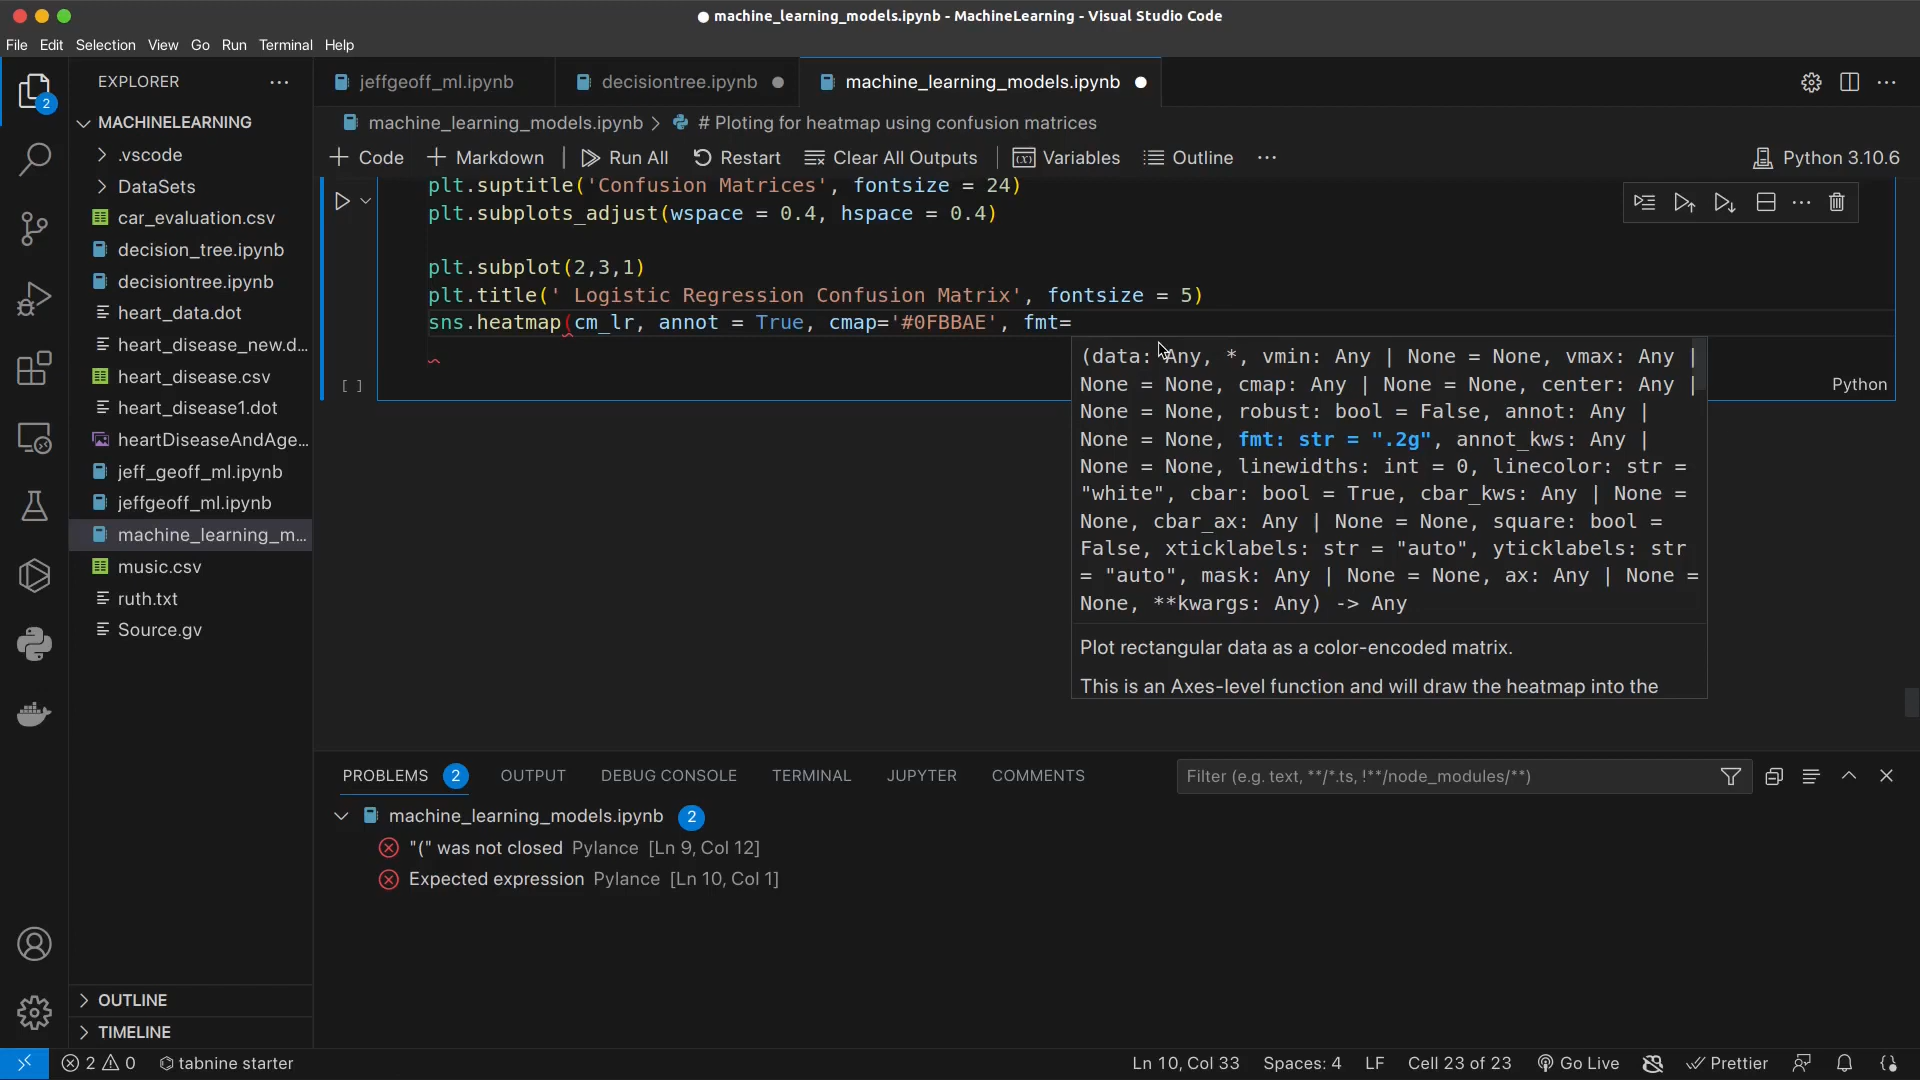 machine_learning_models.ipynb - MachineLearning - Visual Studio Code
File Edit Selection View Go Run Terminal Help
EXPLORER
2
MACHINELEARNING
.vscode
DataSets
car_evaluation.csv
decision_tree.ipynb
decisiontree.ipynb
heart_data.dot
heart_disease_new.d...
heart_disease.csv
heart_disease1.dot
heartDiseaseAndAge...
jeff_geoff_ml.ipynb
jeffgeoff_ml.ipynb
machine_learning_m...
music.csv
ruth.txt
Source.gv
OUTLINE
TIMELINE
jeffgeoff_ml.ipynb decisiontree.ipynb machine_learning_models.ipynb
machine_learning_models.ipynb > # Ploting for heatmap using confusion matrices
Code Markdown Run All Restart Clear All Outputs Variables Outline ... Python 3.10.6
plt.suptitle('Confusion Matrices', fontsize = 24)
plt.subplots_adjust(wspace = 0.4, hspace = 0.4)
plt.subplot(2,3,1)
plt.title(' Logistic Regression Confusion Matrix', fontsize = 5)
sns.heatmap(cm_lr, annot = True, cmap='#0FBBAE', fmt=
[ ]
Python
(data: Any, *, vmin: Any | None = None, vmax: Any |
None = None, cmap: Any | None = None, center: Any |
None = None, robust: bool = False, annot: Any |
None = None, fmt: str = ".2g", annot_kws: Any |
None = None, linewidths: int = 0, linecolor: str =
"white", cbar: bool = True, cbar_kws: Any | None =
None, cbar_ax: Any | None = None, square: bool =
False, xticklabels: str = "auto", yticklabels: str
= "auto", mask: Any | None = None, ax: Any | None =
None, **kwargs: Any) -> Any
Plot rectangular data as a color-encoded matrix.
This is an Axes-level function and will draw the heatmap into the
PROBLEMS 2 OUTPUT DEBUG CONSOLE TERMINAL JUPYTER COMMENTS Filter (e.g. text, **/*.ts, !**/node_modules/**)
machine_learning_models.ipynb 2
"(" was not closed Pylance [Ln 9, Col 12]
Expected expression Pylance [Ln 10, Col 1]
2 0 tabnine starter Ln 10, Col 33 Spaces: 4 LF Cell 23 of 23 Go Live Prettier